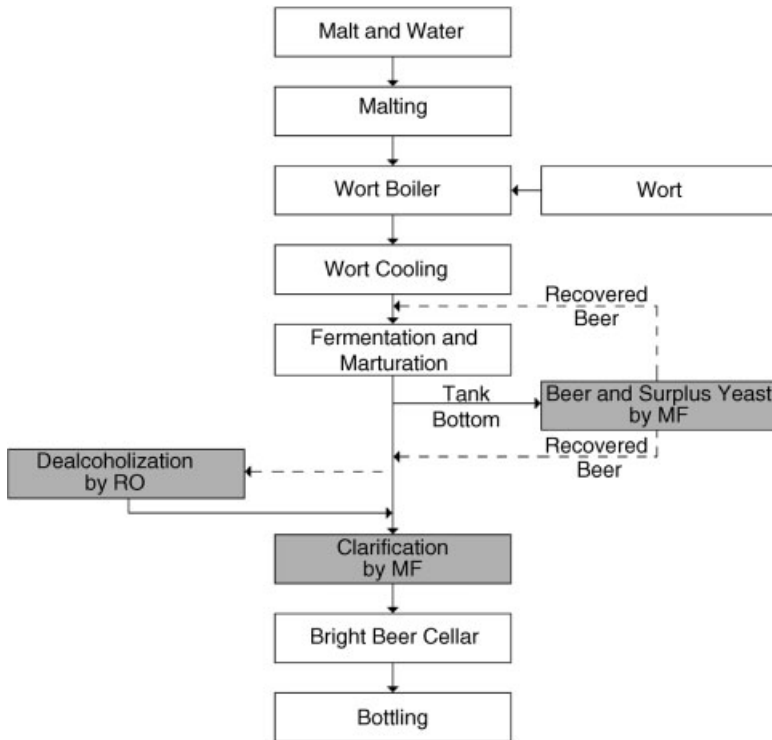 Malt and Water
Malting
Wort Boiler
Wort
Wort Cooling
Recovered
Beer
Fermentation and
Marturation
Tank
Bottom
Beer and Surplus Yeast
by MF
Recovered
Beer
Dealcoholization
by RO
Clarification
by MF
Bright Beer Cellar
Bottling